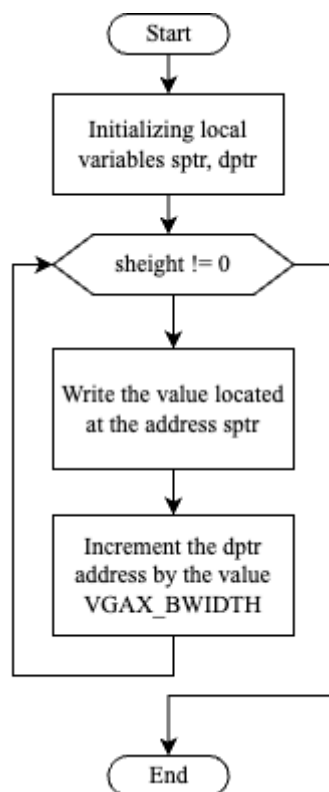 Start
Initializing local
variables sptr, dptr
sheight != 0
Write the value located
at the address sptr
Increment the dptr
address by the value
VGAX_BWIDTH
End